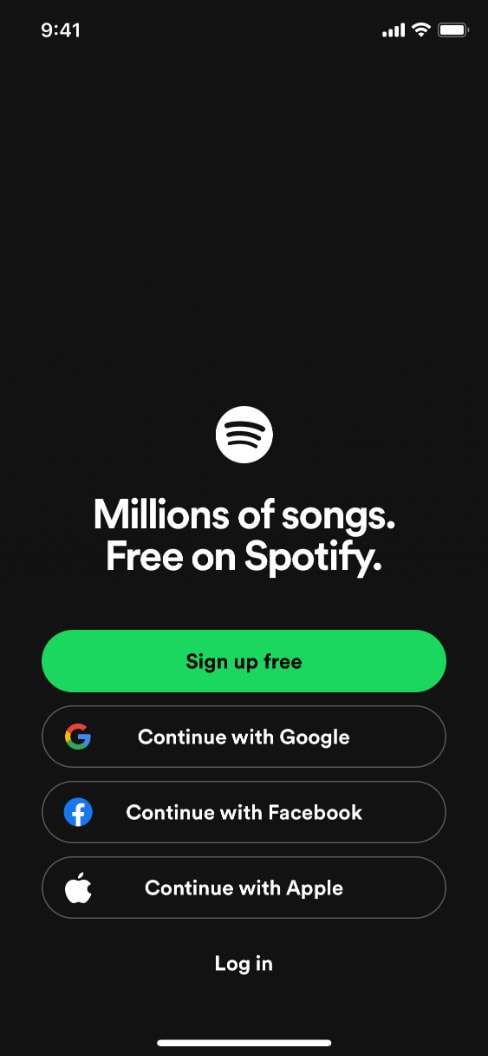 9:41
Millions of songs.
Free on Spotify.
Sign up free
Continue with Google
Continue with Facebook
Continue with Apple
Log in